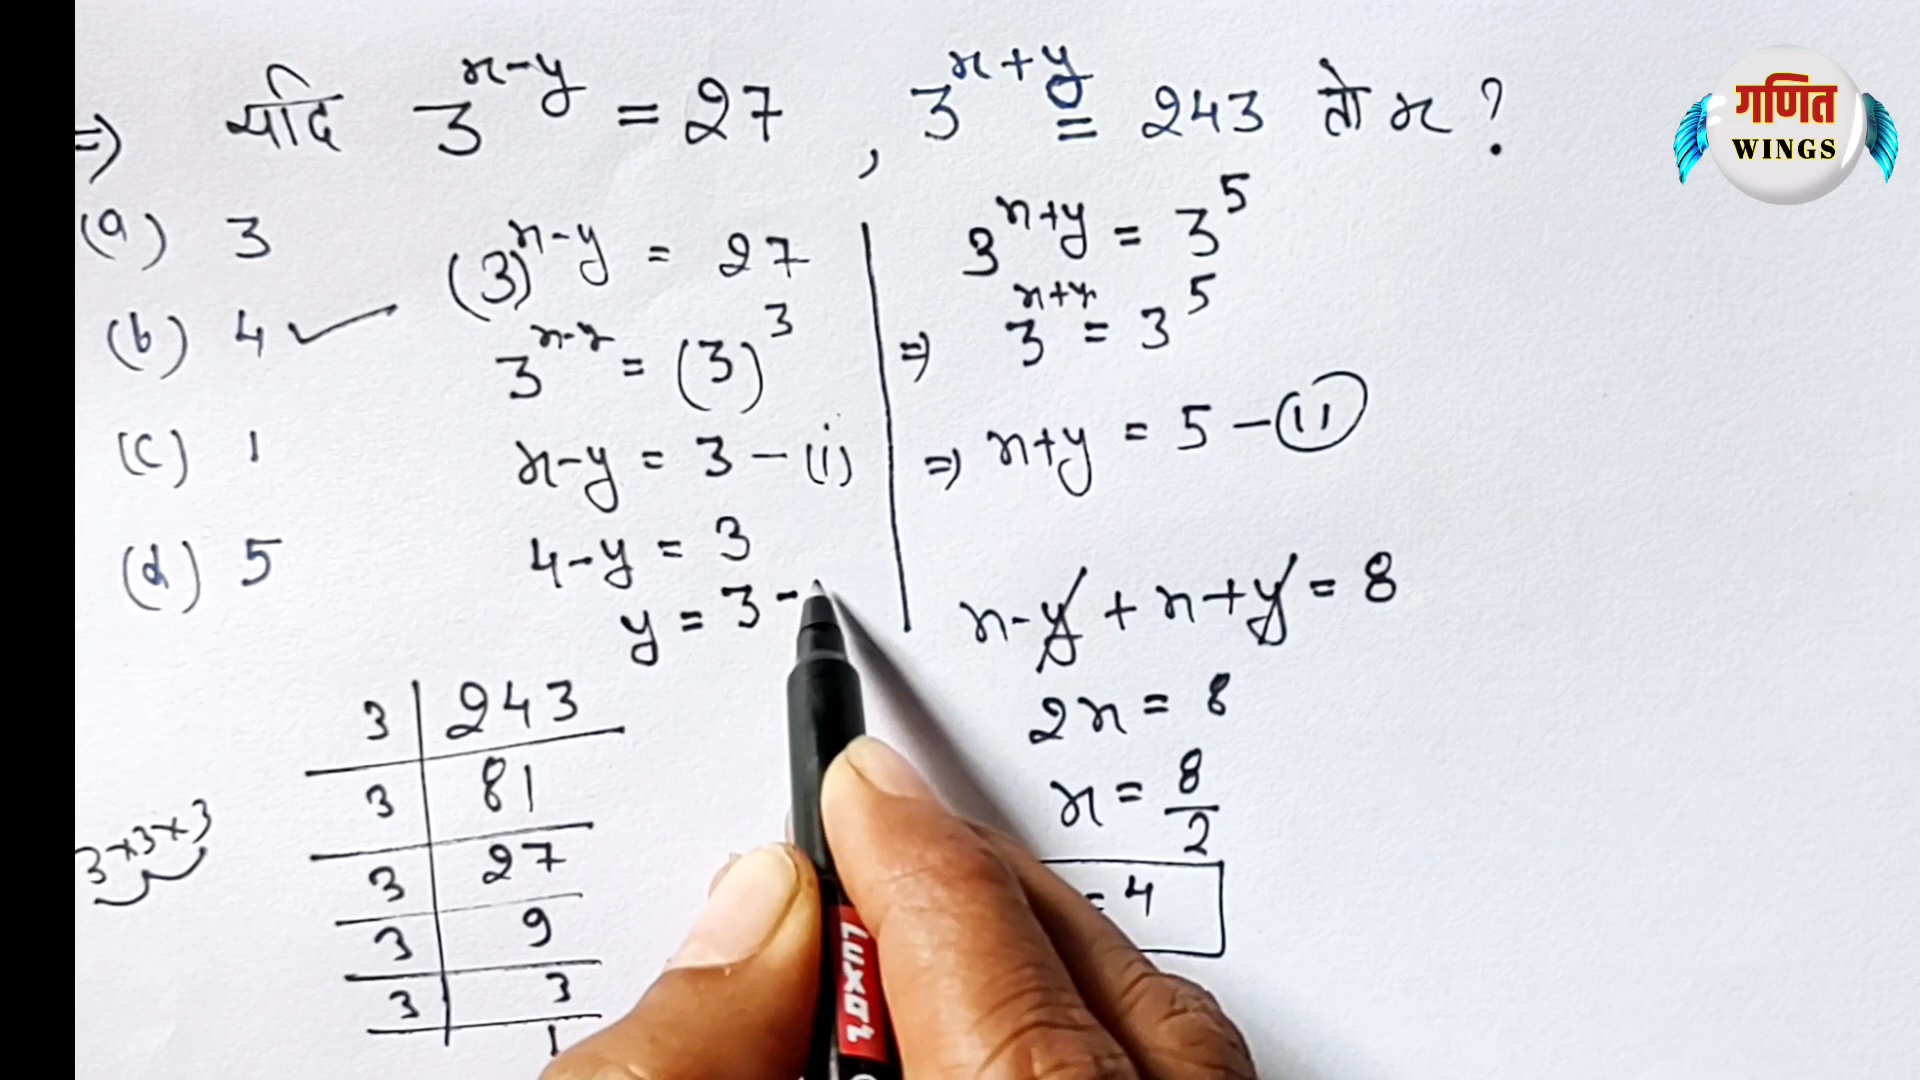 ⇒ यदि 3^(x-y) = 27 , 3^(x+y) = 243 तो x ?
गणित
WINGS
(a) 3
(b) 4 ✓
(c) 1
(d) 5
(3)^(x-y) = 27
3^(x-y) = (3)^3
x-y = 3 - (i)
4-y = 3
y = 3 -
3^(x+y) = 3^5
⇒ 3^(x+y) = 3^5
⇒ x+y = 5 - (ii)
x-y + x+y = 8
2x = 8
x = 8/2
= 4
3 | 243
3 | 81
3 | 27
3 | 9
3 | 3
1
3×3×3
LUXOR